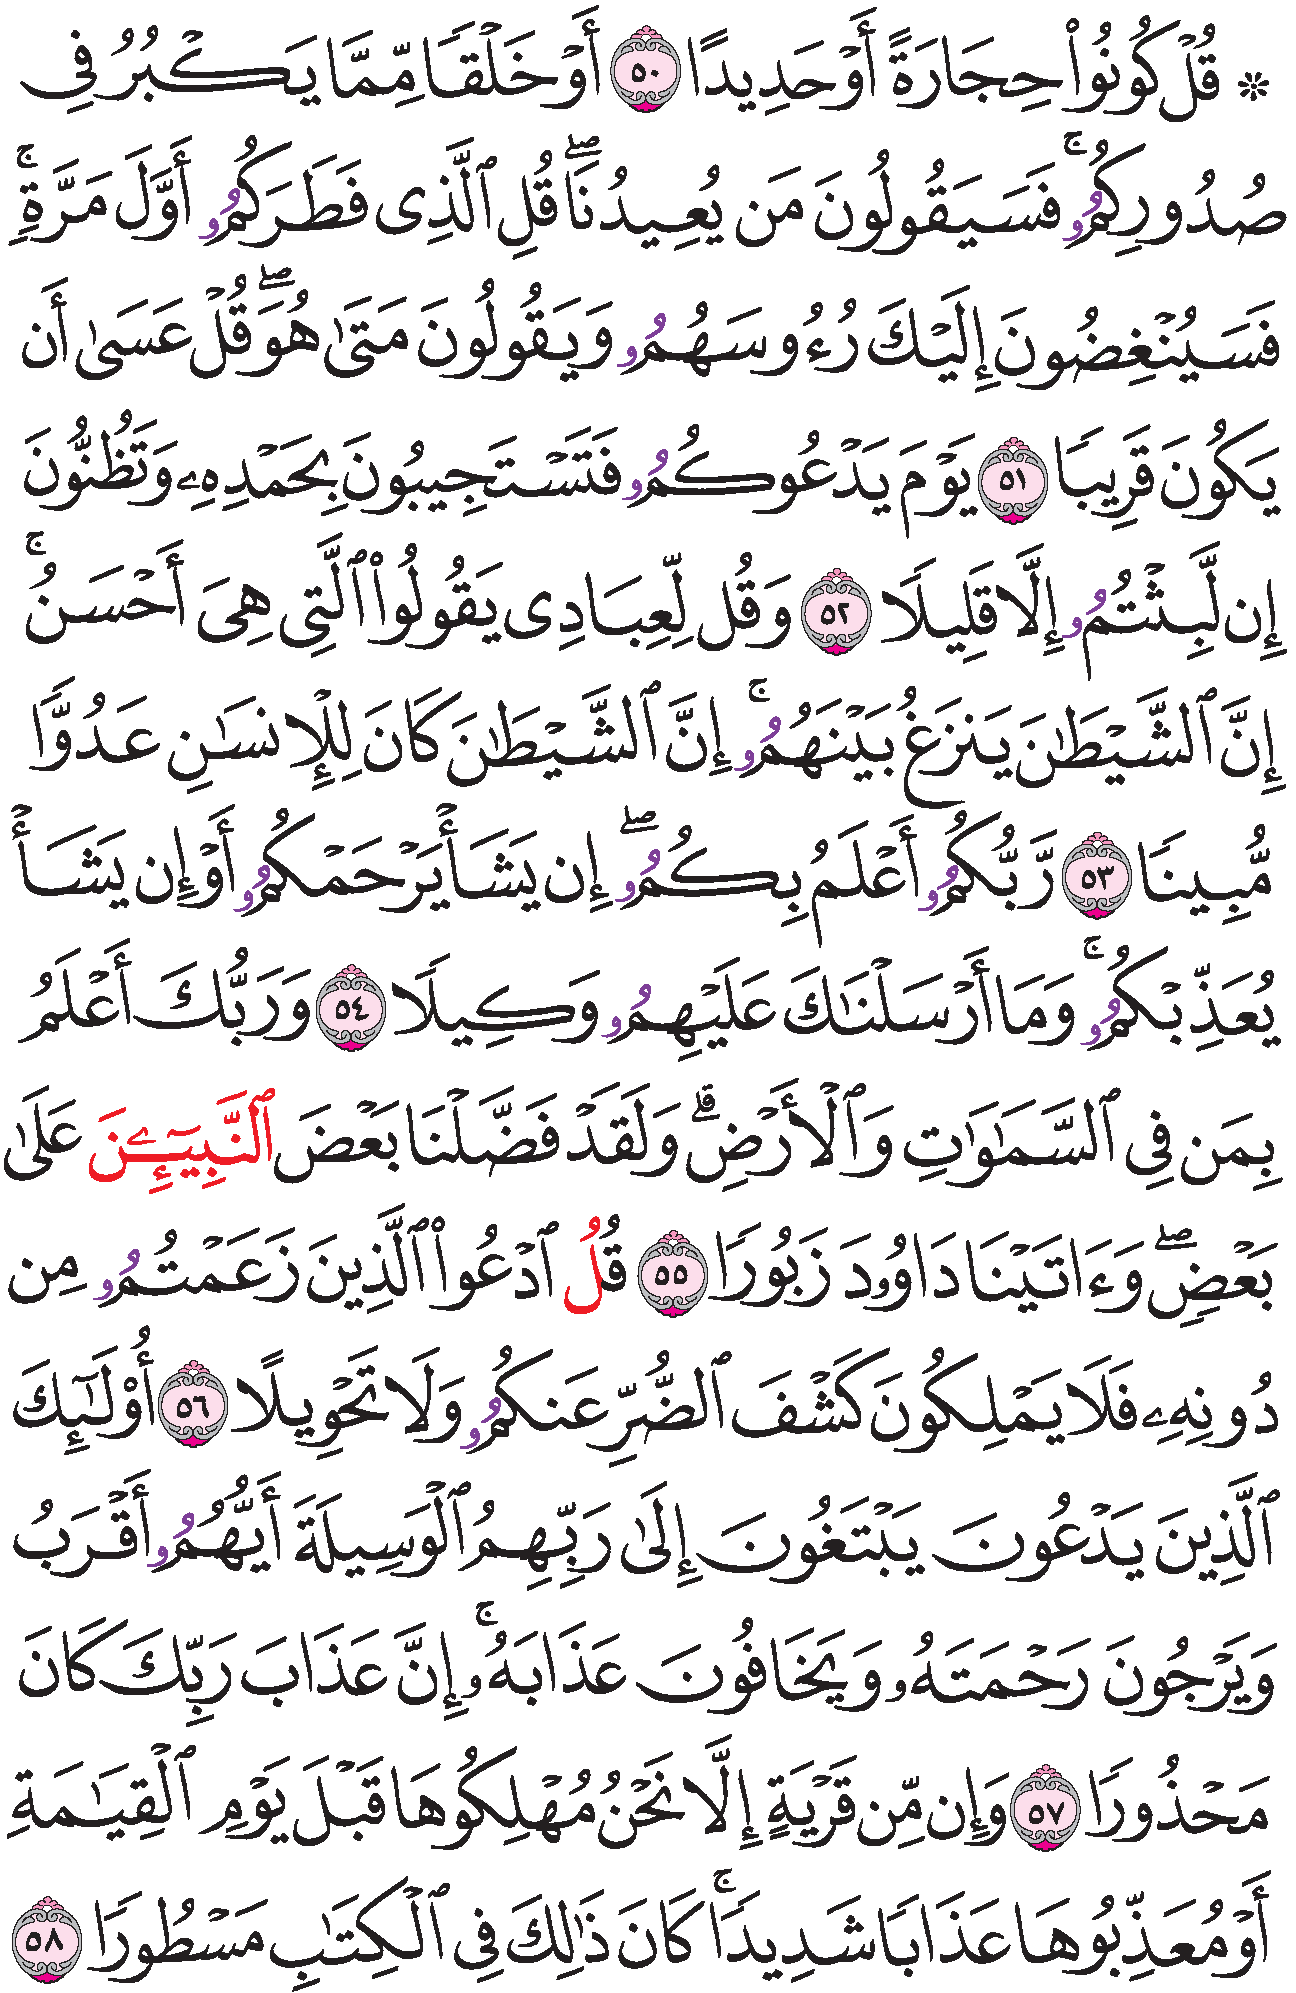 ۞ قُلْ كُونُوا۟ حِجَارَةً أَوْ حَدِيدًا ٥٠ أَوْ خَلْقًا مِّمَّا يَكْبُرُ فِي
صُدُورِكُمُۥۚ فَسَيَقُولُونَ مَن يُعِيدُنَاۖ قُلِ ٱلَّذِى فَطَرَكُمُۥ أَوَّلَ مَرَّةٍۚ
فَسَيُنْغِضُونَ إِلَيْكَ رُءُوسَهُمُۥ وَيَقُولُونَ مَتَىٰ هُوَۖ قُلْ عَسَىٰ أَن
يَكُونَ قَرِيبًا ٥١ يَوْمَ يَدْعُوكُمُۥ فَتَسْتَجِيبُونَ بِحَمْدِهِۦ وَتَظُنُّونَ
إِن لَّبِثْتُمُۥ إِلَّا قَلِيلًا ٥٢ وَقُل لِّعِبَادِى يَقُولُوا۟ ٱلَّتِي هِيَ أَحْسَنُۚ
إِنَّ ٱلشَّيْطَٰنَ يَنزَغُ بَيْنَهُمُۥۚ إِنَّ ٱلشَّيْطَٰنَ كَانَ لِلْإِنسَٰنِ عَدُوًّا
مُّبِينًا ٥٣ رَّبُّكُمُۥ أَعْلَمُ بِكُمُۥۖ إِن يَشَأْ يَرْحَمْكُمُۥ أَوْ إِن يَشَأْ
يُعَذِّبْكُمُۥۚ وَمَا أَرْسَلْنَٰكَ عَلَيْهِمُۥ وَكِيلًا ٥٤ وَرَبُّكَ أَعْلَمُ
بِمَن فِي ٱلسَّمَٰوَٰتِ وَٱلْأَرْضِۗ وَلَقَدْ فَضَّلْنَا بَعْضَ ٱلنَّبِيـِٓٔۧنَ عَلَىٰ
بَعْضٖۖ وَءَاتَيْنَا دَاوُۥدَ زَبُورًا ٥٥ قُلُ ٱدْعُوا۟ ٱلَّذِينَ زَعَمْتُمُۥ مِن
دُونِهِۦ فَلَا يَمْلِكُونَ كَشْفَ ٱلضُّرِّ عَنكُمُۥ وَلَا تَحْوِيلًا ٥٦ أُوْلَٰٓئِكَ
ٱلَّذِينَ يَدْعُونَ يَبْتَغُونَ إِلَىٰ رَبِّهِمُ ٱلْوَسِيلَةَ أَيُّهُمُۥ أَقْرَبُ
وَيَرْجُونَ رَحْمَتَهُۥ وَيَخَافُونَ عَذَابَهُۥۚ إِنَّ عَذَابَ رَبِّكَ كَانَ
مَحْذُورًا ٥٧ وَإِن مِّن قَرْيَةٍ إِلَّا نَحْنُ مُهْلِكُوهَا قَبْلَ يَوْمِ ٱلْقِيَٰمَةِ
أَوْ مُعَذِّبُوهَا عَذَابًا شَدِيدًاۚ كَانَ ذَٰلِكَ فِي ٱلْكِتَٰبِ مَسْطُورًا ٥٨